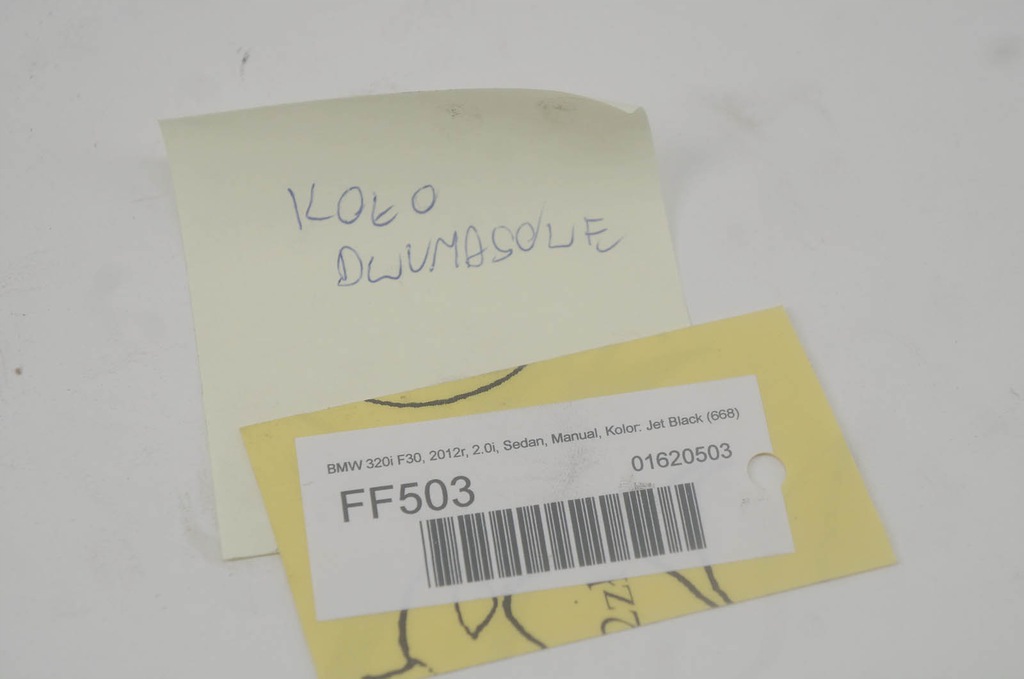 KOŁO
DWUMASOWE
BMW 320i F30, 2012r, 2.0i, Sedan, Manual, Kolor: Jet Black (668)
01620503
FF503